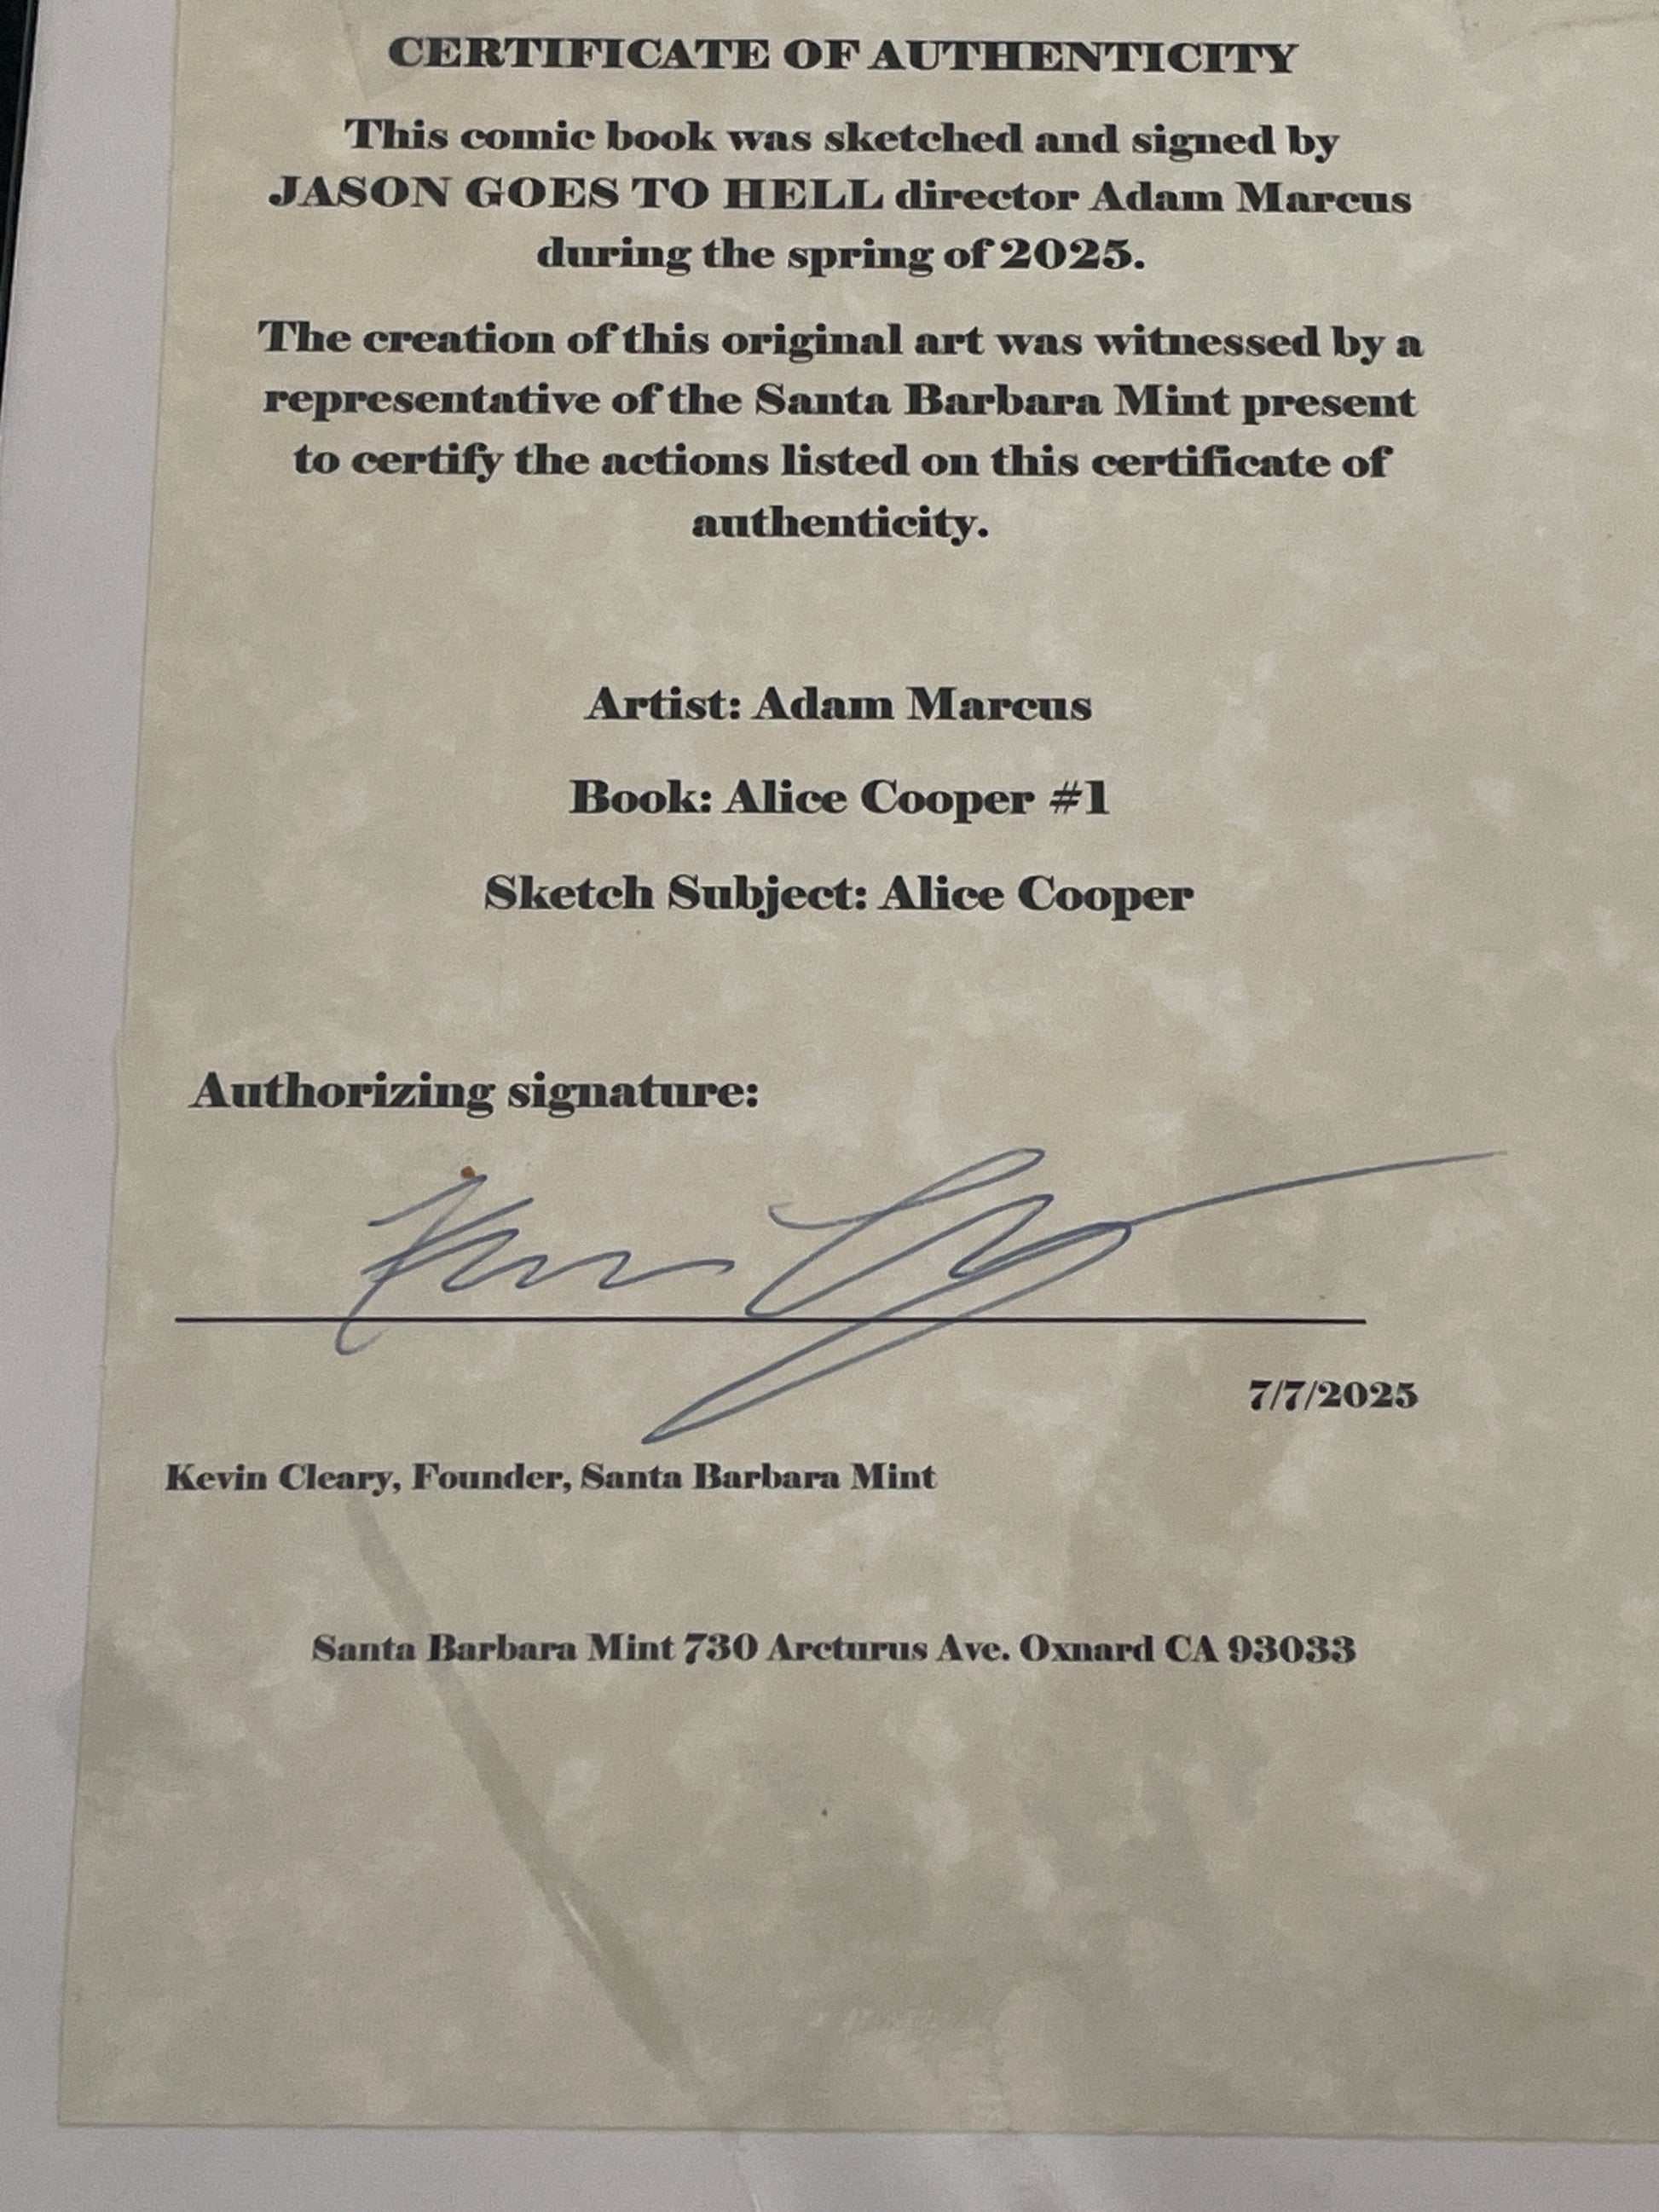 CERTIFICATE OF AUTHENTICITY
This comic book was sketched and signed by
JASON GOES TO HELL director Adam Marcus
during the spring of 2025.
The creation of this original art was witnessed by a
representative of the Santa Barbara Mint present
to certify the actions listed on this certificate of
authenticity.
Artist: Adam Marcus
Book: Alice Cooper #1
Sketch Subject: Alice Cooper
Authorizing signature:
7/7/2025
Kevin Cleary, Founder, Santa Barbara Mint
Santa Barbara Mint 730 Arcturus Ave. Oxnard CA 93033